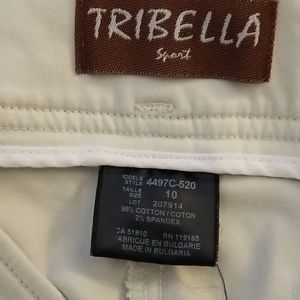 TRIBELLA
Sport
MODELE
STYLE 4497C-520
TAILLE
SIZE 10
LOT 207914
98% COTTON / COTON
2% SPANDEX
CA 51810 RN 119165
FABRIQUE EN BULGARIE
MADE IN BULGARIA